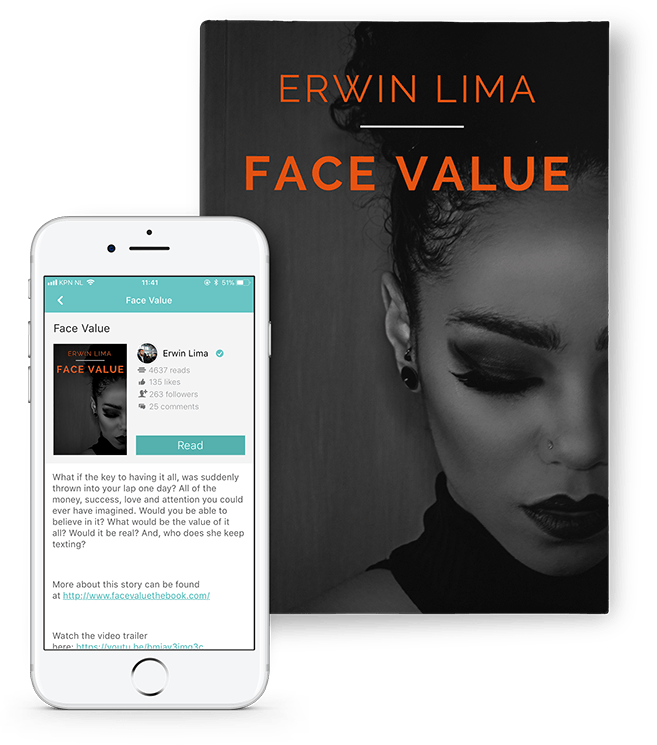 ERWIN LIMA
FACE VALUE
KPN NL
11:41
51%
Face Value
Face Value
ERWIN LIMA
FACE VALUE
Erwin Lima
4637 reads
135 likes
263 followers
25 comments
Read
What if the key to having it all, was suddenly
thrown into your lap one day? All of the
money, success, love and attention you could
ever have imagined. Would you be able to
believe in it? What would be the value of it
all? Would it be real? And, who does she keep
texting?
More about this story can be found
at http://www.facevaluethebook.com/
Watch the video trailer
here: